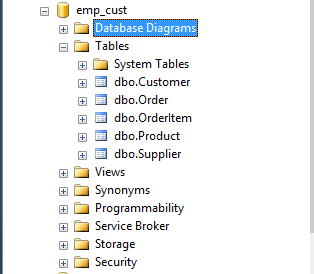 emp_cust
Database Diagrams
Tables
System Tables
dbo.Customer
dbo.Order
dbo.OrderItem
dbo.Product
dbo.Supplier
Views
Synonyms
Programmability
Service Broker
Storage
Security